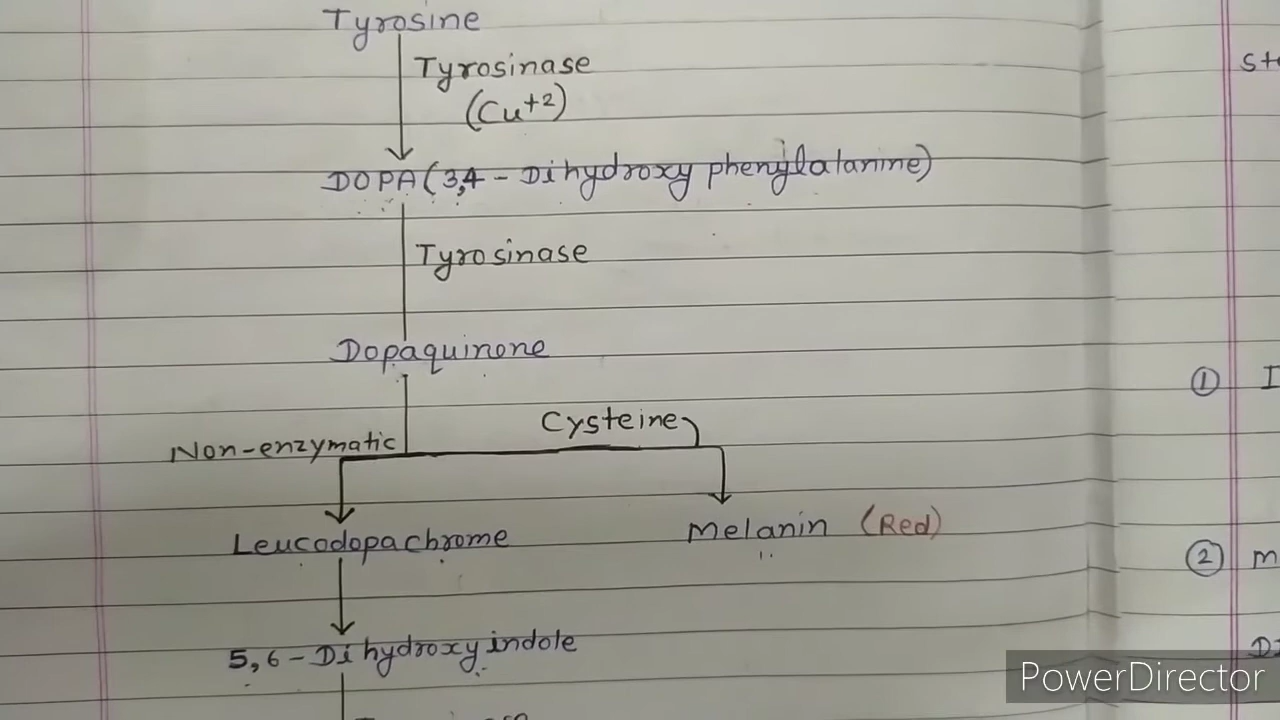 Tyrosine
Tyrosinase
(Cu+2)
DOPA (3,4 - Dihydroxy phenylalanine)
Tyrosinase
Dopaquinone
Cysteine
Non-enzymatic
Leucodopachrome
Melanin (Red)
5,6 - Dihydroxy indole
①
②
PowerDirector